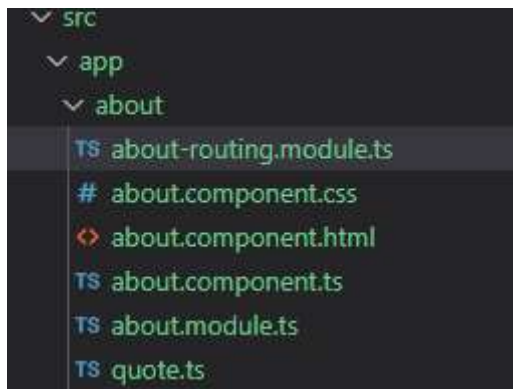 src
app
about
TS about-routing.module.ts
# about.component.css
<> about.component.html
TS about.component.ts
TS about.module.ts
TS quote.ts